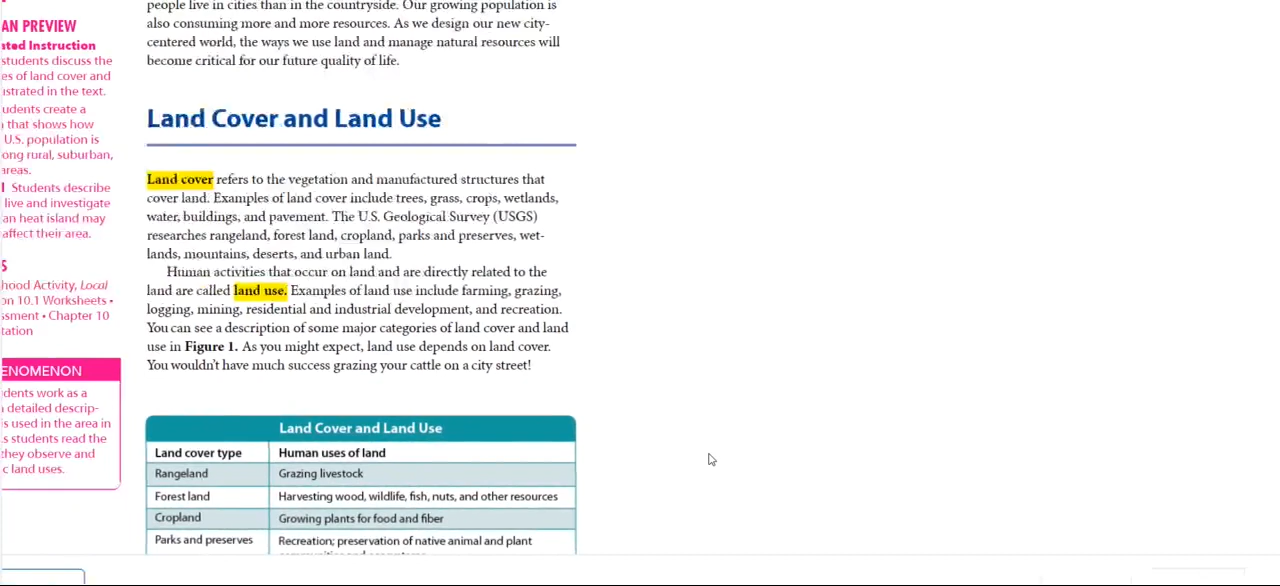 people live in cities than in the countryside. Our growing population is
also consuming more and more resources. As we design our new city-
centered world, the ways we use land and manage natural resources will
become critical for our future quality of life.
Land Cover and Land Use
Land cover refers to the vegetation and manufactured structures that
cover land. Examples of land cover include trees, grass, crops, wetlands,
water, buildings, and pavement. The U.S. Geological Survey (USGS)
researches rangeland, forest land, cropland, parks and preserves, wet-
lands, mountains, deserts, and urban land.
Human activities that occur on land and are directly related to the
land are called land use. Examples of land use include farming, grazing,
logging, mining, residential and industrial development, and recreation.
You can see a description of some major categories of land cover and land
use in Figure 1. As you might expect, land use depends on land cover.
You wouldn't have much success grazing your cattle on a city street!
Land Cover and Land Use
Land cover type Human uses of land
Rangeland Grazing livestock
Forest land Harvesting wood, wildlife, fish, nuts, and other resources
Cropland Growing plants for food and fiber
Parks and preserves Recreation; preservation of native animal and plant
AN PREVIEW
ted Instruction
students discuss the
es of land cover and
ustrated in the text.
udents create a
that shows how
U.S. population is
ong rural, suburban,
areas.
Students describe
live and investigate
an heat island may
affect their area.
S
hood Activity, Local
on 10.1 Worksheets •
ssment • Chapter 10
tation
ENOMENON
dents work as a
detailed descrip-
is used in the area in
s students read the
they observe and
c land uses.